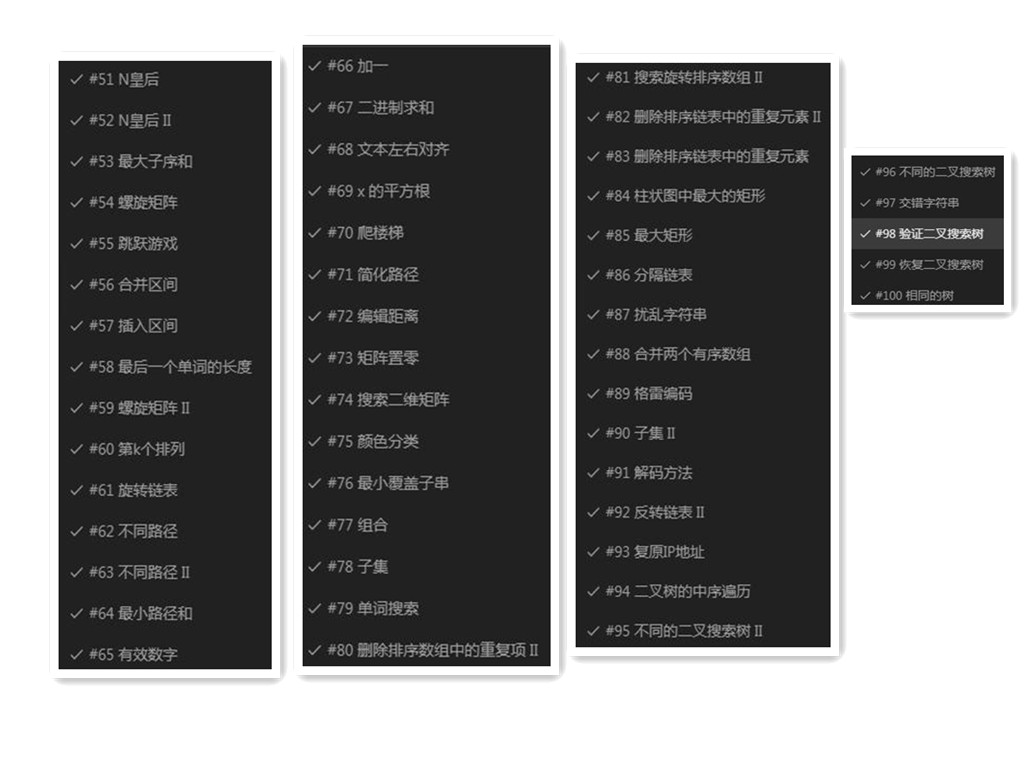 #51 N皇后
#52 N皇后 II
#53 最大子序和
#54 螺旋矩阵
#55 跳跃游戏
#56 合并区间
#57 插入区间
#58 最后一个单词的长度
#59 螺旋矩阵 II
#60 第k个排列
#61 旋转链表
#62 不同路径
#63 不同路径 II
#64 最小路径和
#65 有效数字
#66 加一
#67 二进制求和
#68 文本左右对齐
#69 x 的平方根
#70 爬楼梯
#71 简化路径
#72 编辑距离
#73 矩阵置零
#74 搜索二维矩阵
#75 颜色分类
#76 最小覆盖子串
#77 组合
#78 子集
#79 单词搜索
#80 删除排序数组中的重复项 II
#81 搜索旋转排序数组 II
#82 删除排序链表中的重复元素 II
#83 删除排序链表中的重复元素
#84 柱状图中最大的矩形
#85 最大矩形
#86 分隔链表
#87 扰乱字符串
#88 合并两个有序数组
#89 格雷编码
#90 子集 II
#91 解码方法
#92 反转链表 II
#93 复原IP地址
#94 二叉树的中序遍历
#95 不同的二叉搜索树 II
#96 不同的二叉搜索树
#97 交错字符串
#98 验证二叉搜索树
#99 恢复二叉搜索树
#100 相同的树